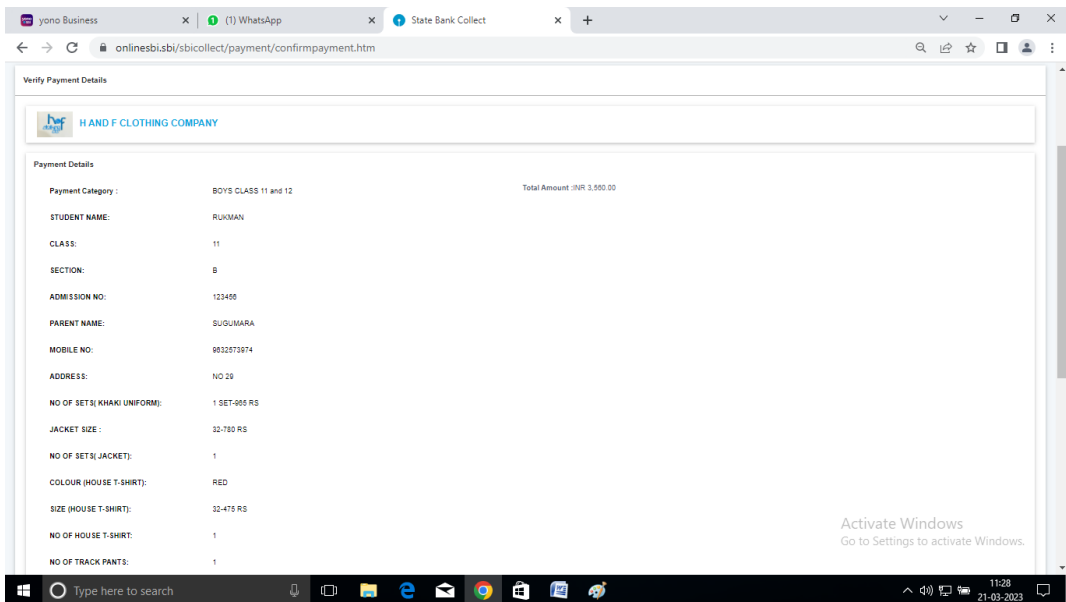 yono Business
(1) WhatsApp
State Bank Collect
onlinesbi.sbi/sbicollect/payment/confirmpayment.htm
Verify Payment Details
H AND F CLOTHING COMPANY
Payment Details
Payment Category : BOYS CLASS 11 and 12 Total Amount :INR 3,560.00
STUDENT NAME: RUKMAN
CLASS: 11
SECTION: B
ADMISSION NO: 123456
PARENT NAME: SUGUMARA
MOBILE NO: 9632573974
ADDRESS: NO 29
NO OF SETS( KHAKI UNIFORM): 1 SET-965 RS
JACKET SIZE : 32-780 RS
NO OF SETS( JACKET): 1
COLOUR (HOUSE T-SHIRT): RED
SIZE (HOUSE T-SHIRT): 32-475 RS
NO OF HOUSE T-SHIRT: 1
NO OF TRACK PANTS: 1
Activate Windows
Go to Settings to activate Windows.
Type here to search
11:28
21-03-2023